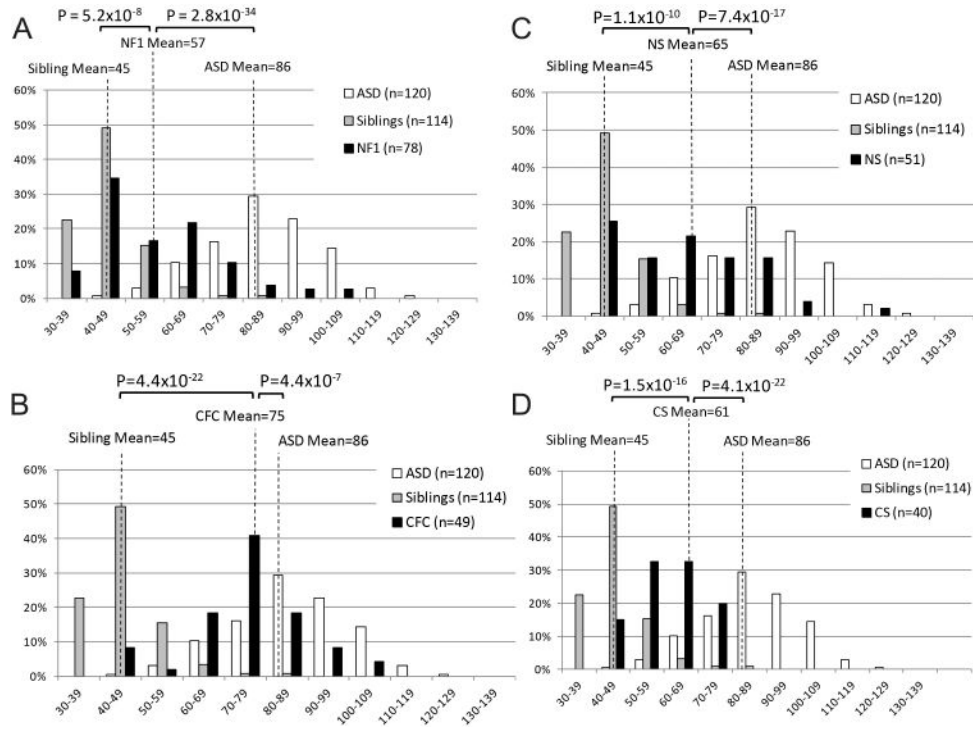 A
P = 5.2x10-8 P = 2.8x10-34
NF1 Mean=57
Sibling Mean=45 ASD Mean=86
ASD (n=120)
Siblings (n=114)
NF1 (n=78)
60%
50%
40%
30%
20%
10%
0%
30-39 40-49 50-59 60-69 70-79 80-89 90-99 100-109 110-119 120-129 130-139
B
P=4.4x10-22 P=4.4x10-7
CFC Mean=75
Sibling Mean=45 ASD Mean=86
ASD (n=120)
Siblings (n=114)
CFC (n=49)
60%
50%
40%
30%
20%
10%
0%
30-39 40-49 50-59 60-69 70-79 80-89 90-99 100-109 110-119 120-129 130-139
C
P=1.1x10-10 P=7.4x10-17
NS Mean=65
Sibling Mean=45 ASD Mean=86
ASD (n=120)
Siblings (n=114)
NS (n=51)
60%
50%
40%
30%
20%
10%
0%
30-39 40-49 50-59 60-69 70-79 80-89 90-99 100-109 110-119 120-129 130-139
D
P=1.5x10-16 P=4.1x10-22
CS Mean=61
Sibling Mean=45 ASD Mean=86
ASD (n=120)
Siblings (n=114)
CS (n=40)
60%
50%
40%
30%
20%
10%
0%
30-39 40-49 50-59 60-69 70-79 80-89 90-99 100-109 110-119 120-129 130-139